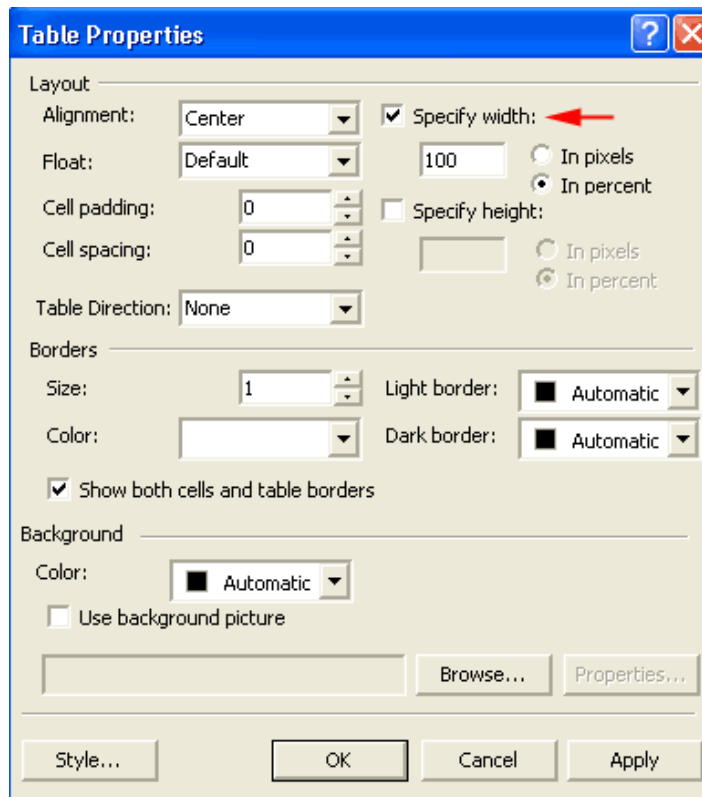 Table Properties
Layout
Alignment: Center Specify width:
Float: Default 100 In pixels
In percent
Cell padding: 0 Specify height:
Cell spacing: 0 In pixels
In percent
Table Direction: None
Borders
Size: 1 Light border: Automatic
Color: Dark border: Automatic
Show both cells and table borders
Background
Color: Automatic
Use background picture
Browse... Properties...
Style... OK Cancel Apply